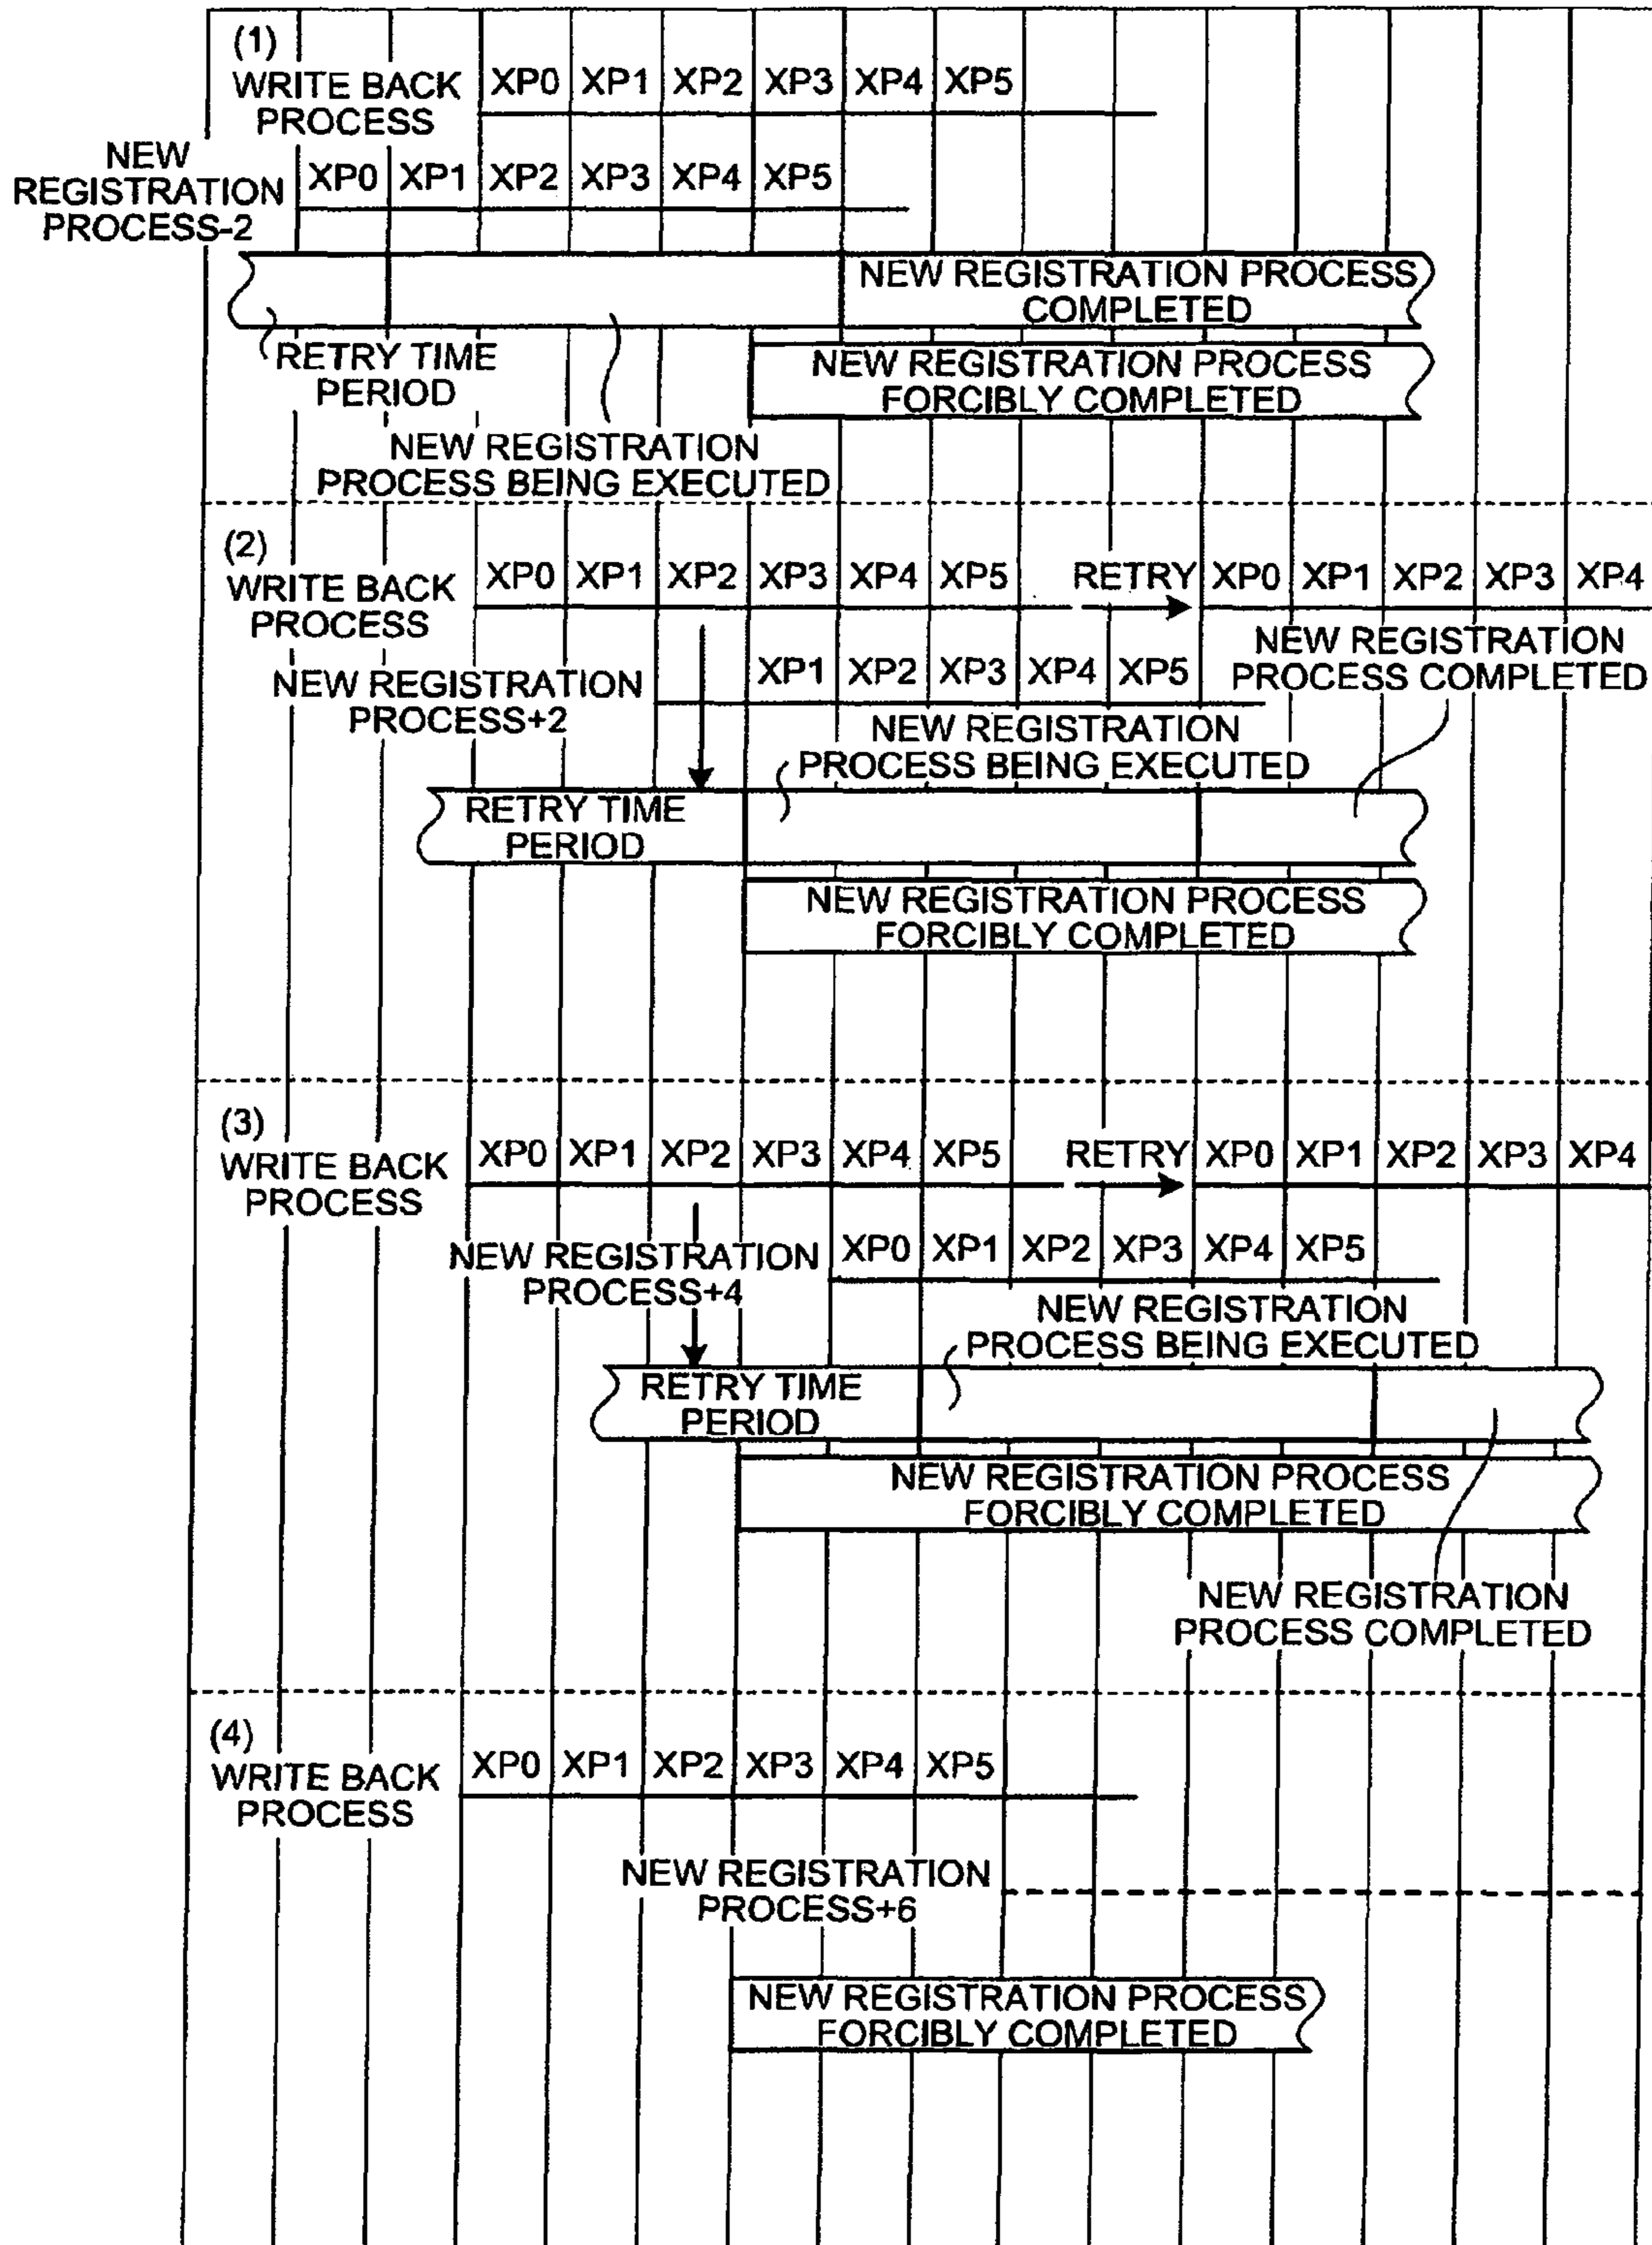 (1)
WRITE BACK PROCESS XP0 XP1 XP2 XP3 XP4 XP5
NEW REGISTRATION PROCESS-2 XP0 XP1 XP2 XP3 XP4 XP5
NEW REGISTRATION PROCESS
COMPLETED
RETRY TIME
PERIOD
NEW REGISTRATION PROCESS
FORCIBLY COMPLETED
NEW REGISTRATION
PROCESS BEING EXECUTED
(2)
WRITE BACK PROCESS XP0 XP1 XP2 XP3 XP4 XP5 RETRY XP0 XP1 XP2 XP3 XP4
NEW REGISTRATION
PROCESS COMPLETED
NEW REGISTRATION PROCESS+2 XP1 XP2 XP3 XP4 XP5
NEW REGISTRATION
PROCESS BEING EXECUTED
RETRY TIME
PERIOD
NEW REGISTRATION PROCESS
FORCIBLY COMPLETED
(3)
WRITE BACK PROCESS XP0 XP1 XP2 XP3 XP4 XP5 RETRY XP0 XP1 XP2 XP3 XP4
NEW REGISTRATION PROCESS+4 XP0 XP1 XP2 XP3 XP4 XP5
NEW REGISTRATION
PROCESS BEING EXECUTED
RETRY TIME
PERIOD
NEW REGISTRATION PROCESS
FORCIBLY COMPLETED
NEW REGISTRATION
PROCESS COMPLETED
(4)
WRITE BACK PROCESS XP0 XP1 XP2 XP3 XP4 XP5
NEW REGISTRATION
PROCESS+6
NEW REGISTRATION PROCESS
FORCIBLY COMPLETED